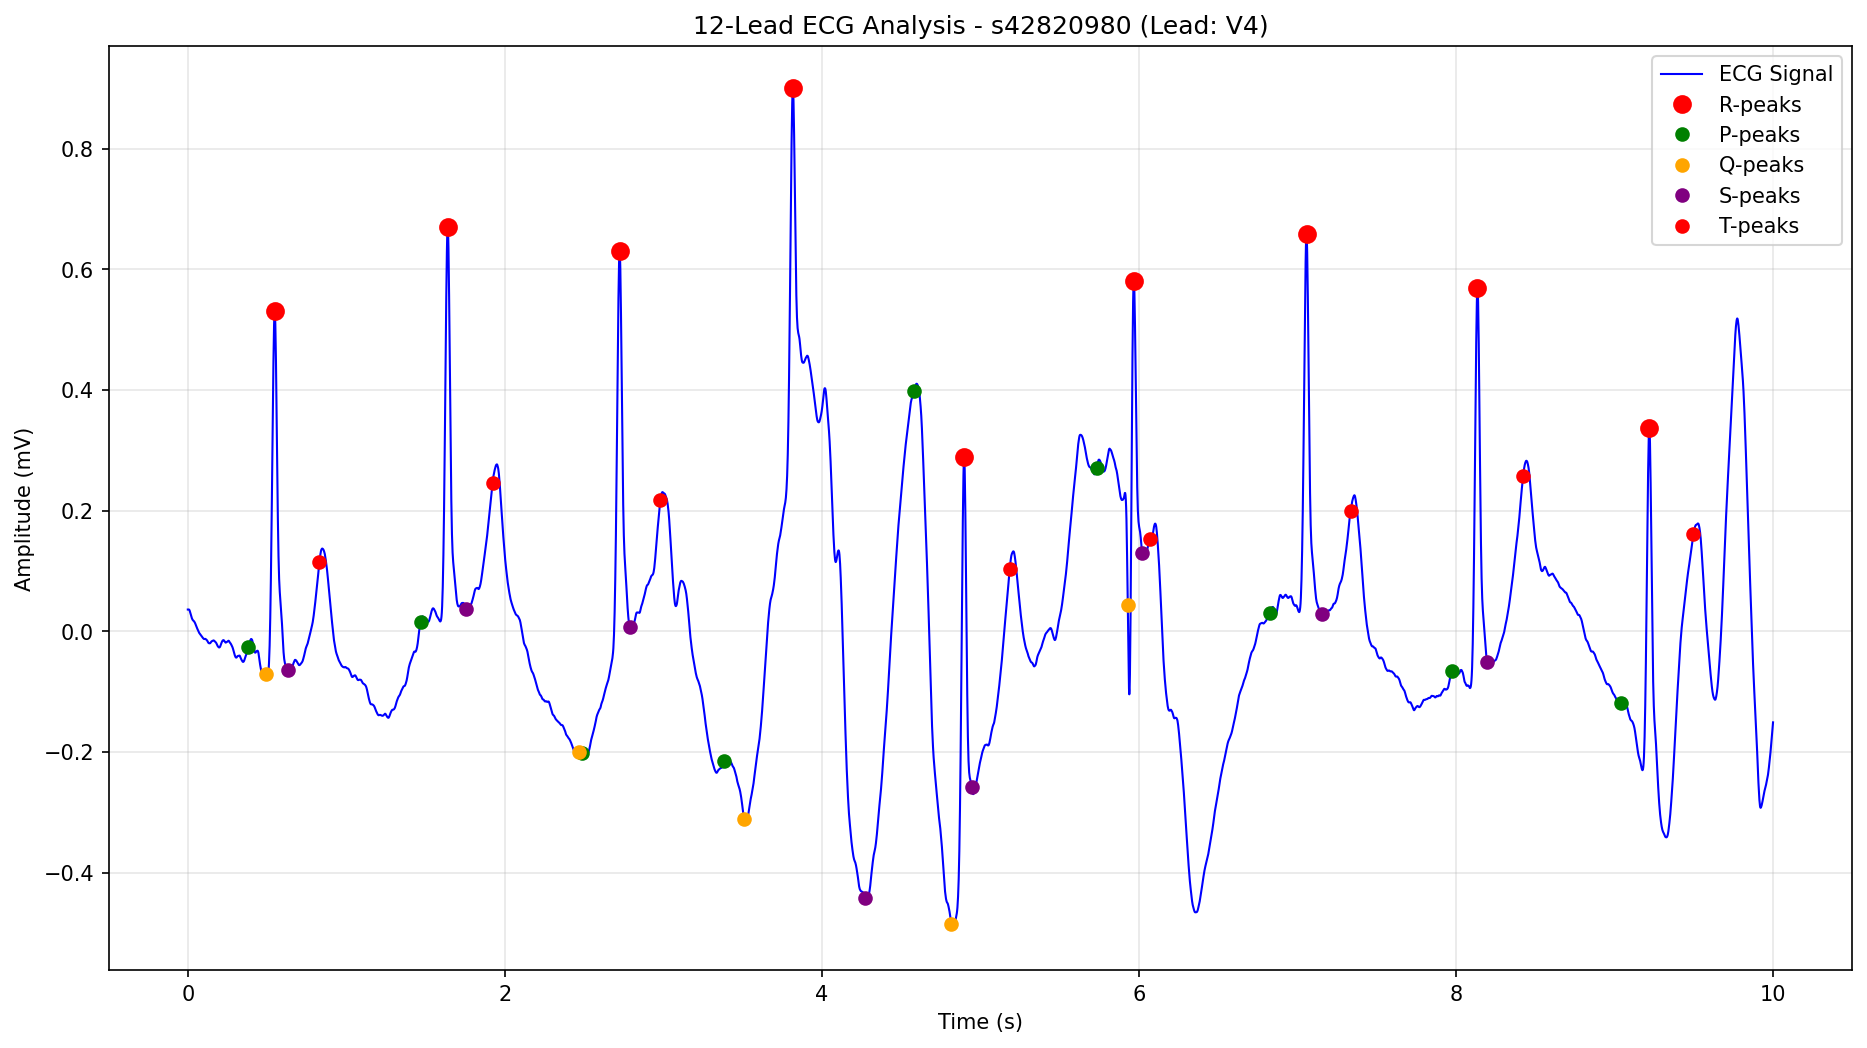 12-Lead ECG Analysis - s42820980 (Lead: V4)
ECG Signal
R-peaks
P-peaks
Q-peaks
S-peaks
T-peaks
Amplitude (mV)
0.8
0.6
0.4
0.2
0.0
−0.2
−0.4
0 2 4 6 8 10
Time (s)